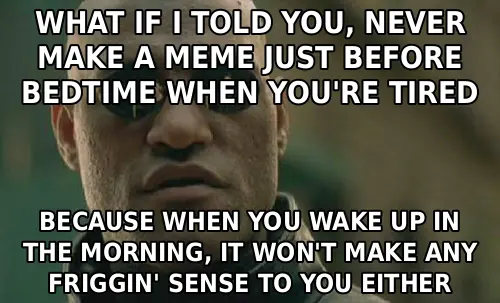 WHAT IF I TOLD YOU, NEVER
MAKE A MEME JUST BEFORE
BEDTIME WHEN YOU'RE TIRED
BECAUSE WHEN YOU WAKE UP IN
THE MORNING, IT WON'T MAKE ANY
FRIGGIN' SENSE TO YOU EITHER